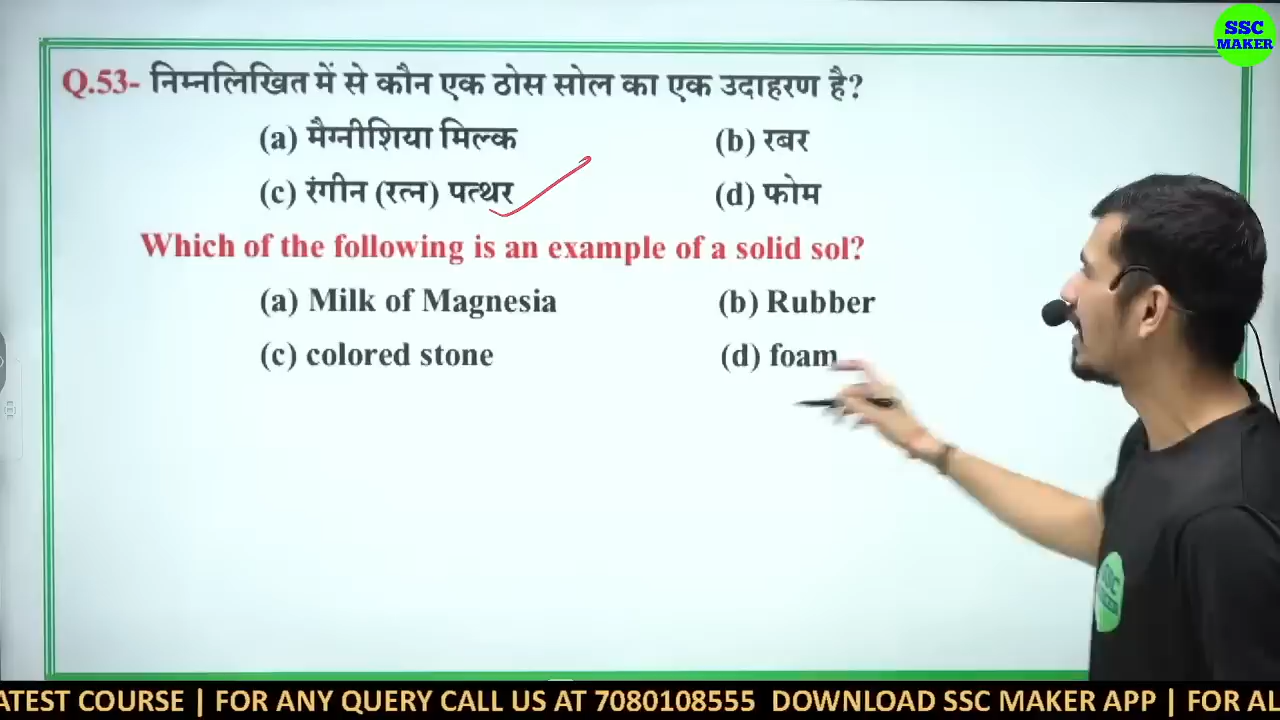 SSC
MAKER
Q.53- निम्नलिखित में से कौन एक ठोस सोल का एक उदाहरण है?
(a) मैग्नीशिया मिल्क (b) रबर
(c) रंगीन (रत्न) पत्थर (d) फोम
Which of the following is an example of a solid sol?
(a) Milk of Magnesia (b) Rubber
(c) colored stone (d) foam
ATEST COURSE | FOR ANY QUERY CALL US AT 7080108555 DOWNLOAD SSC MAKER APP | FOR AL